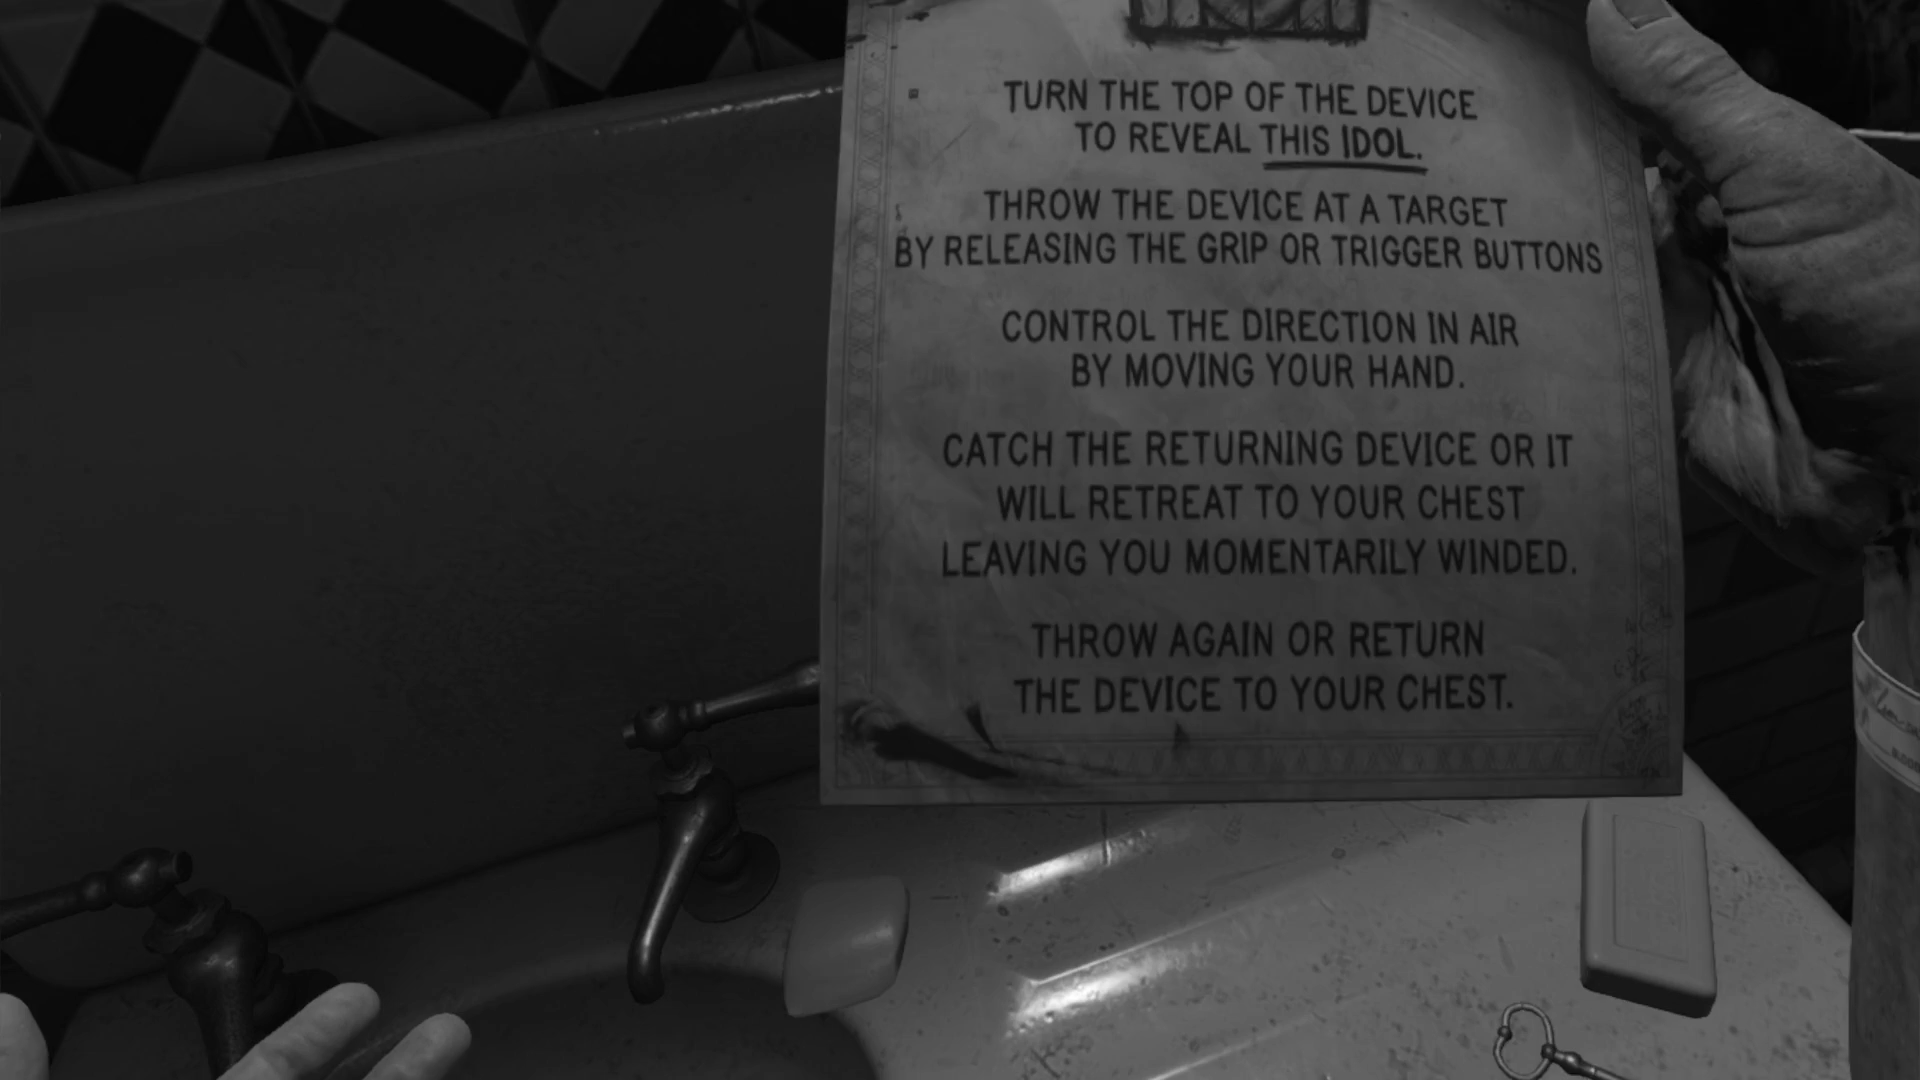 TURN THE TOP OF THE DEVICE
TO REVEAL THIS IDOL.
THROW THE DEVICE AT A TARGET
BY RELEASING THE GRIP OR TRIGGER BUTTONS
CONTROL THE DIRECTION IN AIR
BY MOVING YOUR HAND.
CATCH THE RETURNING DEVICE OR IT
WILL RETREAT TO YOUR CHEST
LEAVING YOU MOMENTARILY WINDED.
THROW AGAIN OR RETURN
THE DEVICE TO YOUR CHEST.